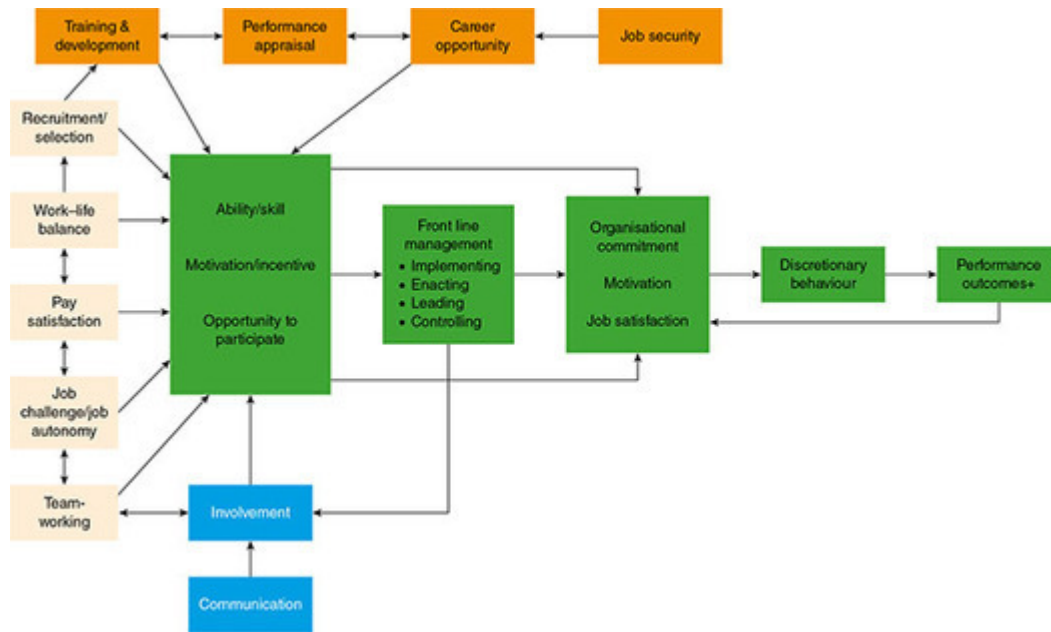 Training &
development
Performance
appraisal
Career
opportunity
Job security
Recruitment/
selection
Work–life
balance
Pay
satisfaction
Job
challenge/job
autonomy
Team-
working
Ability/skill
Motivation/incentive
Opportunity to
participate
Front line
management
• Implementing
• Enacting
• Leading
• Controlling
Organisational
commitment
Motivation
Job satisfaction
Discretionary
behaviour
Performance
outcomes+
Involvement
Communication